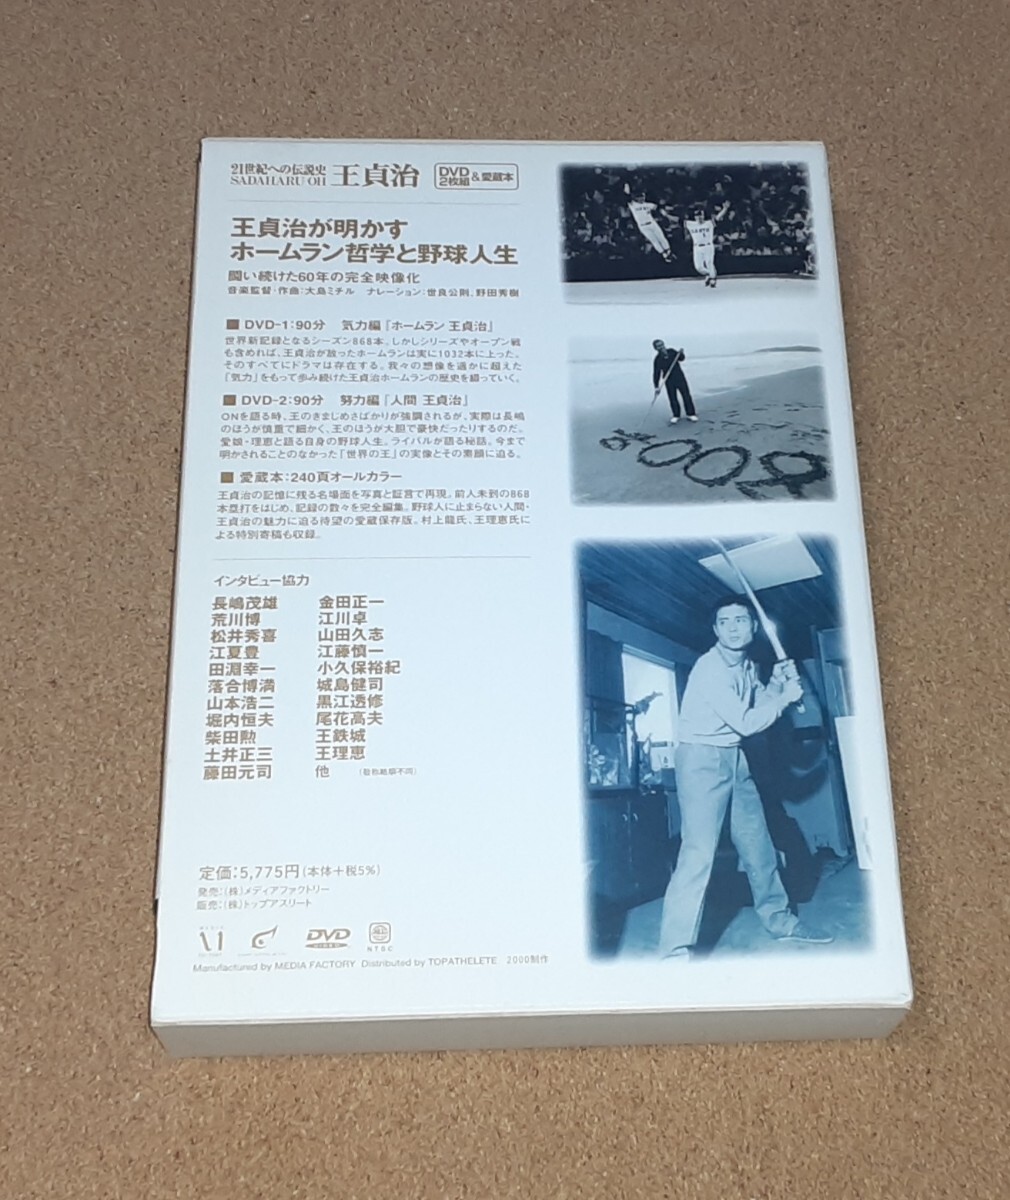 21世紀への伝説史
SADAHARU OH 王貞治 DVD2枚組&愛蔵本
王貞治が明かす
ホームラン哲学と野球人生
闘い続けた60年の完全映像化
音楽監督・作曲:大島ミチル ナレーション:世良公則、野田秀樹
■ DVD-1:90分 気力編『ホームラン 王貞治』
世界新記録となるシーズン868本。しかしシリーズやオープン戦
も含めれば、王貞治が放ったホームランは実に1032本に上った。
そのすべてにドラマは存在する。我々の想像を遥かに超えた
『気力』をもって歩み続けた王貞治ホームランの歴史を綴っていく。
■ DVD-2:90分 努力編『人間 王貞治』
ONを語る時、王のきまじめさばかりが強調されるが、実際は長嶋
のほうが慎重で細かく、王のほうが大胆で豪快だったりするのだ。
愛娘・理恵と語る自身の野球人生。ライバルが語る秘話。今まで
明かされることのなかった『世界の王』の実像とその素顔に迫る。
■ 愛蔵本:240頁オールカラー
王貞治の記憶に残る名場面を写真と証言で再現。前人未到の868
本塁打をはじめ、記録の数々を完全編集。野球人に止まらない人間・
王貞治の魅力に迫る待望の愛蔵保存版。村上龍氏、王理恵氏に
よる特別寄稿も収録。
インタビュー協力
長嶋茂雄 金田正一
荒川博 江川卓
松井秀喜 山田久志
江夏豊 江藤慎一
田淵幸一 小久保裕紀
落合博満 城島健司
山本浩二 黒江透修
堀内恒夫 尾花高夫
柴田勲 王鉄城
土井正三 王理恵
藤田元司 他 (敬称略順不同)
定価:5,775円(本体+税5%)
発売:(株)メディアファクトリー
販売:(株)トップアスリート
DVD VIDEO NTSC
Manufactured by MEDIA FACTORY Distributed by TOPATHELETE 2000制作
800号